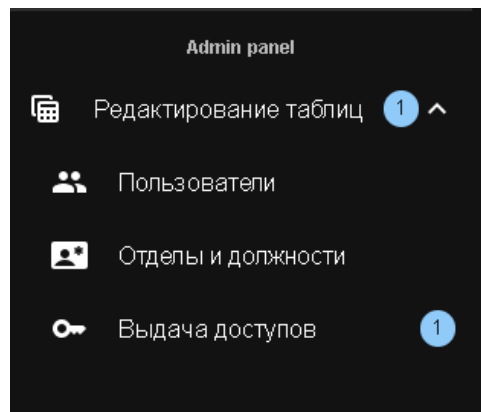 Admin panel
Редактирование таблиц 1
Пользователи
Отделы и должности
Выдача доступов 1